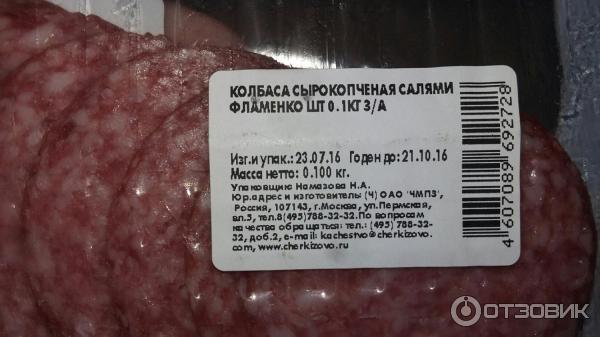 КОЛБАСА СЫРОКОПЧЕНАЯ САЛЯМИ
ФЛАМЕНКО ШТ 0.1КГ З/А
Изг.и упак.: 23.07.16 Годен до: 21.10.16
Масса нетто: 0.100 кг.
Упаковщик: Намазова Н.А.
Юр.адрес и изготовитель: (Ч) ОАО 'ЧМПЗ',
Россия, 107143, г.Москва, ул.Пермская,
вл.5, тел.8(495)788-32-32.По вопросам
качества обращаться: тел.: (495) 788-32-
32, доб.2, e-mail: kachestvo@cherkizovo.
com, www.cherkizovo.ru
4 607089 692728
ОТЗОВИК